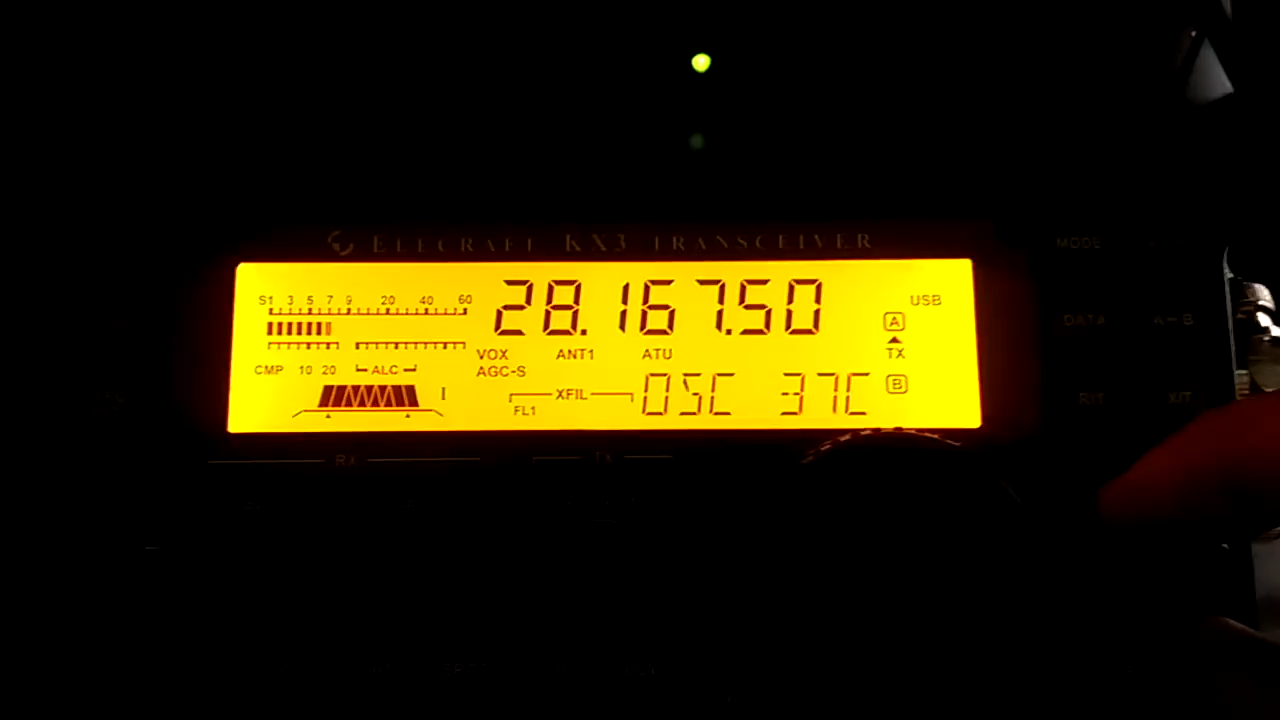 ELECRAFT KX3 TRANSCEIVER
MODE
S1 3 5 7 9 20 40 60
28.167.50
USB
A
DATA A-B
VOX ANT1 ATU
TX
CMP 10 20 ALC
AGC-S
I
XFIL
FL1
OSC 37C
B
RIT XIT
RX TX